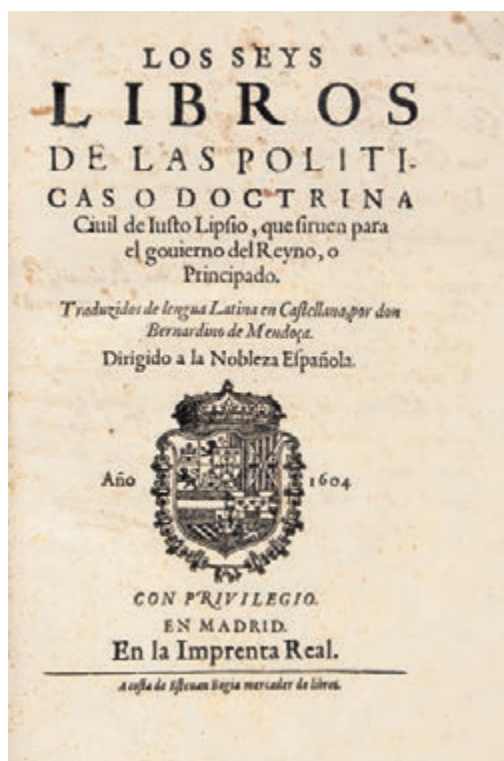 LOS SEYS
LIBROS
DE LAS POLITI-
CAS O DOCTRINA
Ciuil de Iusto Lipsio, que siruen para
el gouierno del Reyno, o
Principado.
Traduzidos de lengua Latina en Castellana, por don
Bernardino de Mendoça.
Dirigido a la Nobleza Española.
Año 1604
CON PRIVILEGIO.
EN MADRID.
En la Imprenta Real.
A costa de Esteuan Bogia mercader de libros.